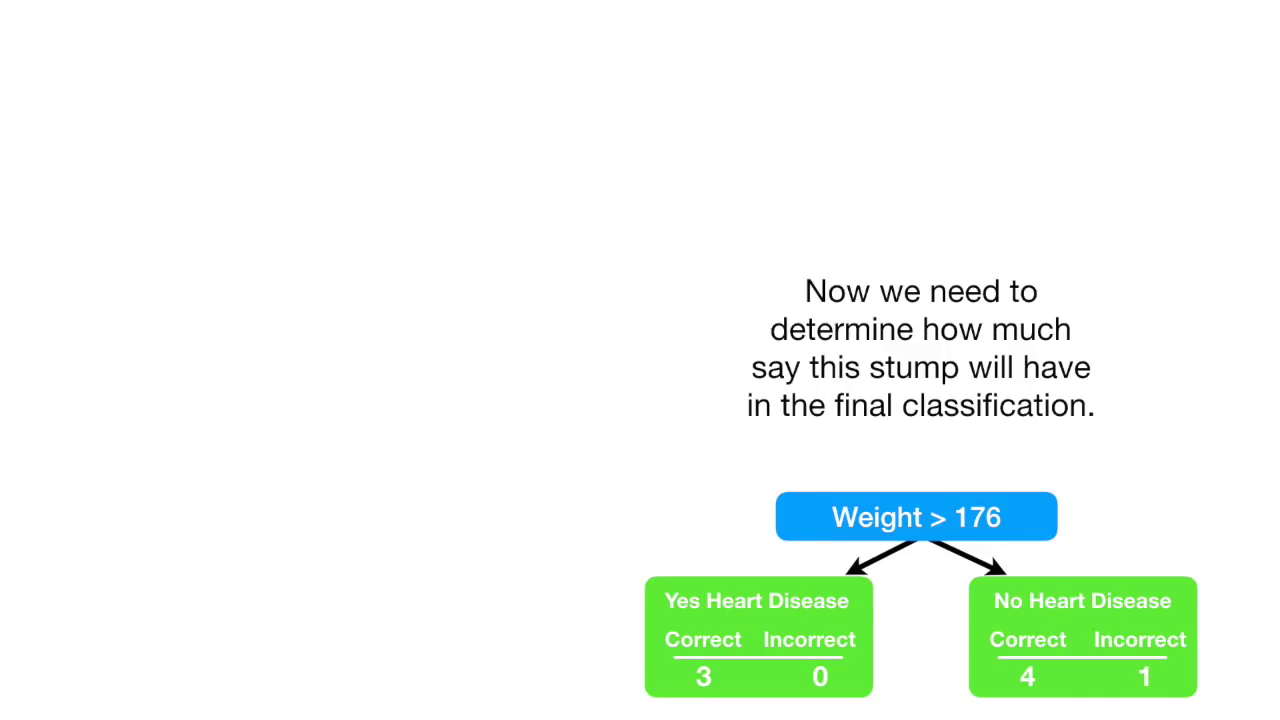 Now we need to
determine how much
say this stump will have
in the final classification.
Weight > 176
Yes Heart Disease
Correct Incorrect
3 0
No Heart Disease
Correct Incorrect
4 1